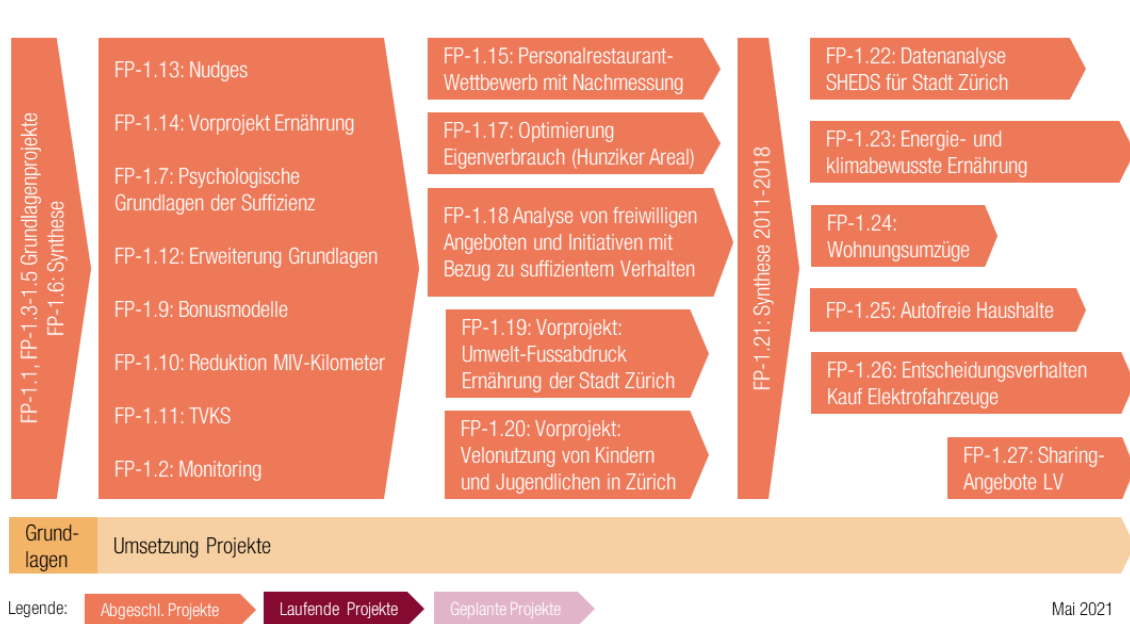 FP-1.1, FP-1.3-1.5 Grundlagenprojekte
FP-1.6: Synthese
FP-1.13: Nudges
FP-1.14: Vorprojekt Ernährung
FP-1.7: Psychologische
Grundlagen der Suffizienz
FP-1.12: Erweiterung Grundlagen
FP-1.9: Bonusmodelle
FP-1.10: Reduktion MIV-Kilometer
FP-1.11: TVKS
FP-1.2: Monitoring
FP-1.15: Personalrestaurant-
Wettbewerb mit Nachmessung
FP-1.17: Optimierung
Eigenverbrauch (Hunziker Areal)
FP-1.18 Analyse von freiwilligen
Angeboten und Initiativen mit
Bezug zu suffizientem Verhalten
FP-1.19: Vorprojekt:
Umwelt-Fussabdruck
Ernährung der Stadt Zürich
FP-1.20: Vorprojekt:
Velonutzung von Kindern
und Jugendlichen in Zürich
FP-1.21: Synthese 2011-2018
FP-1.22: Datenanalyse
SHEDS für Stadt Zürich
FP-1.23: Energie- und
klimabewusste Ernährung
FP-1.24:
Wohnungsumzüge
FP-1.25: Autofreie Haushalte
FP-1.26: Entscheidungsverhalten
Kauf Elektrofahrzeuge
FP-1.27: Sharing-
Angebote LV
Grund-
lagen
Umsetzung Projekte
Legende:
Abgeschl. Projekte
Laufende Projekte
Geplante Projekte
Mai 2021